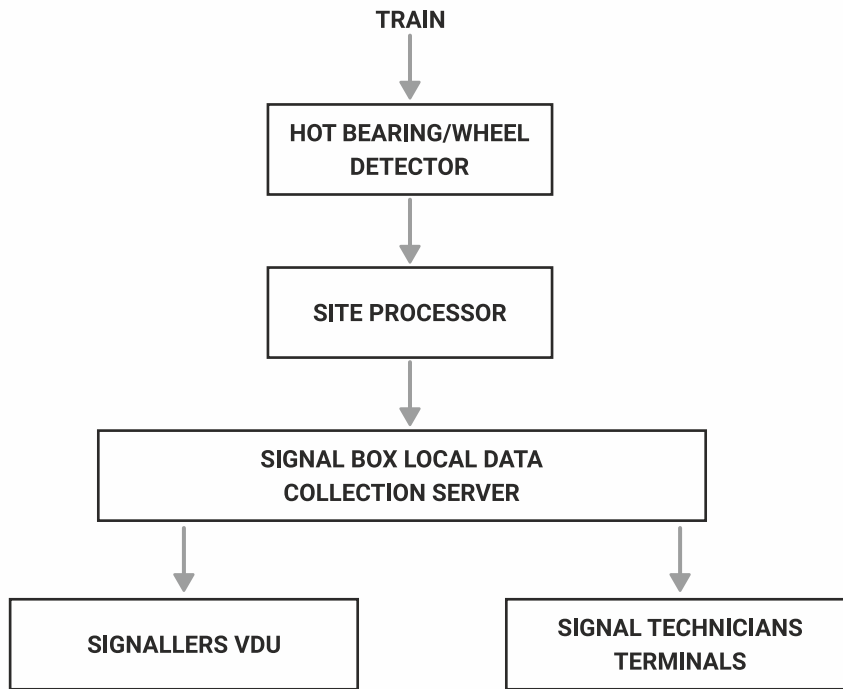 TRAIN
HOT BEARING/WHEEL
DETECTOR
SITE PROCESSOR
SIGNAL BOX LOCAL DATA
COLLECTION SERVER
SIGNALLERS VDU
SIGNAL TECHNICIANS
TERMINALS